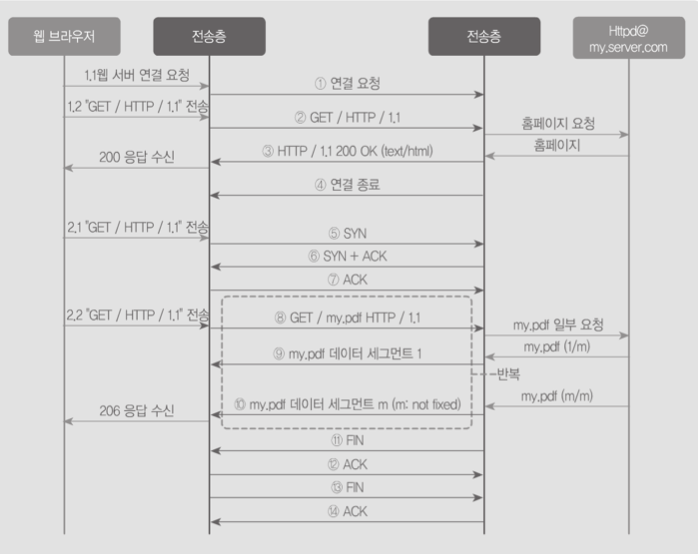 웹 브라우저
전송층
전송층
Httpd@
my.server.com
1.1웹 서버 연결 요청
① 연결 요청
1.2 "GET / HTTP / 1.1" 전송
② GET / HTTP / 1.1
홈페이지 요청
홈페이지
③ HTTP / 1.1 200 OK (text/html)
200 응답 수신
④ 연결 종료
2.1 "GET / HTTP / 1.1" 전송
⑤ SYN
⑥ SYN + ACK
⑦ ACK
2.2 "GET / HTTP / 1.1" 전송
⑧ GET / my.pdf HTTP / 1.1
my.pdf 일부 요청
my.pdf (1/m)
⑨ my.pdf 데이터 세그먼트 1
반복
my.pdf (m/m)
⑩ my.pdf 데이터 세그먼트 m (m: not fixed)
206 응답 수신
⑪ FIN
⑫ ACK
⑬ FIN
⑭ ACK